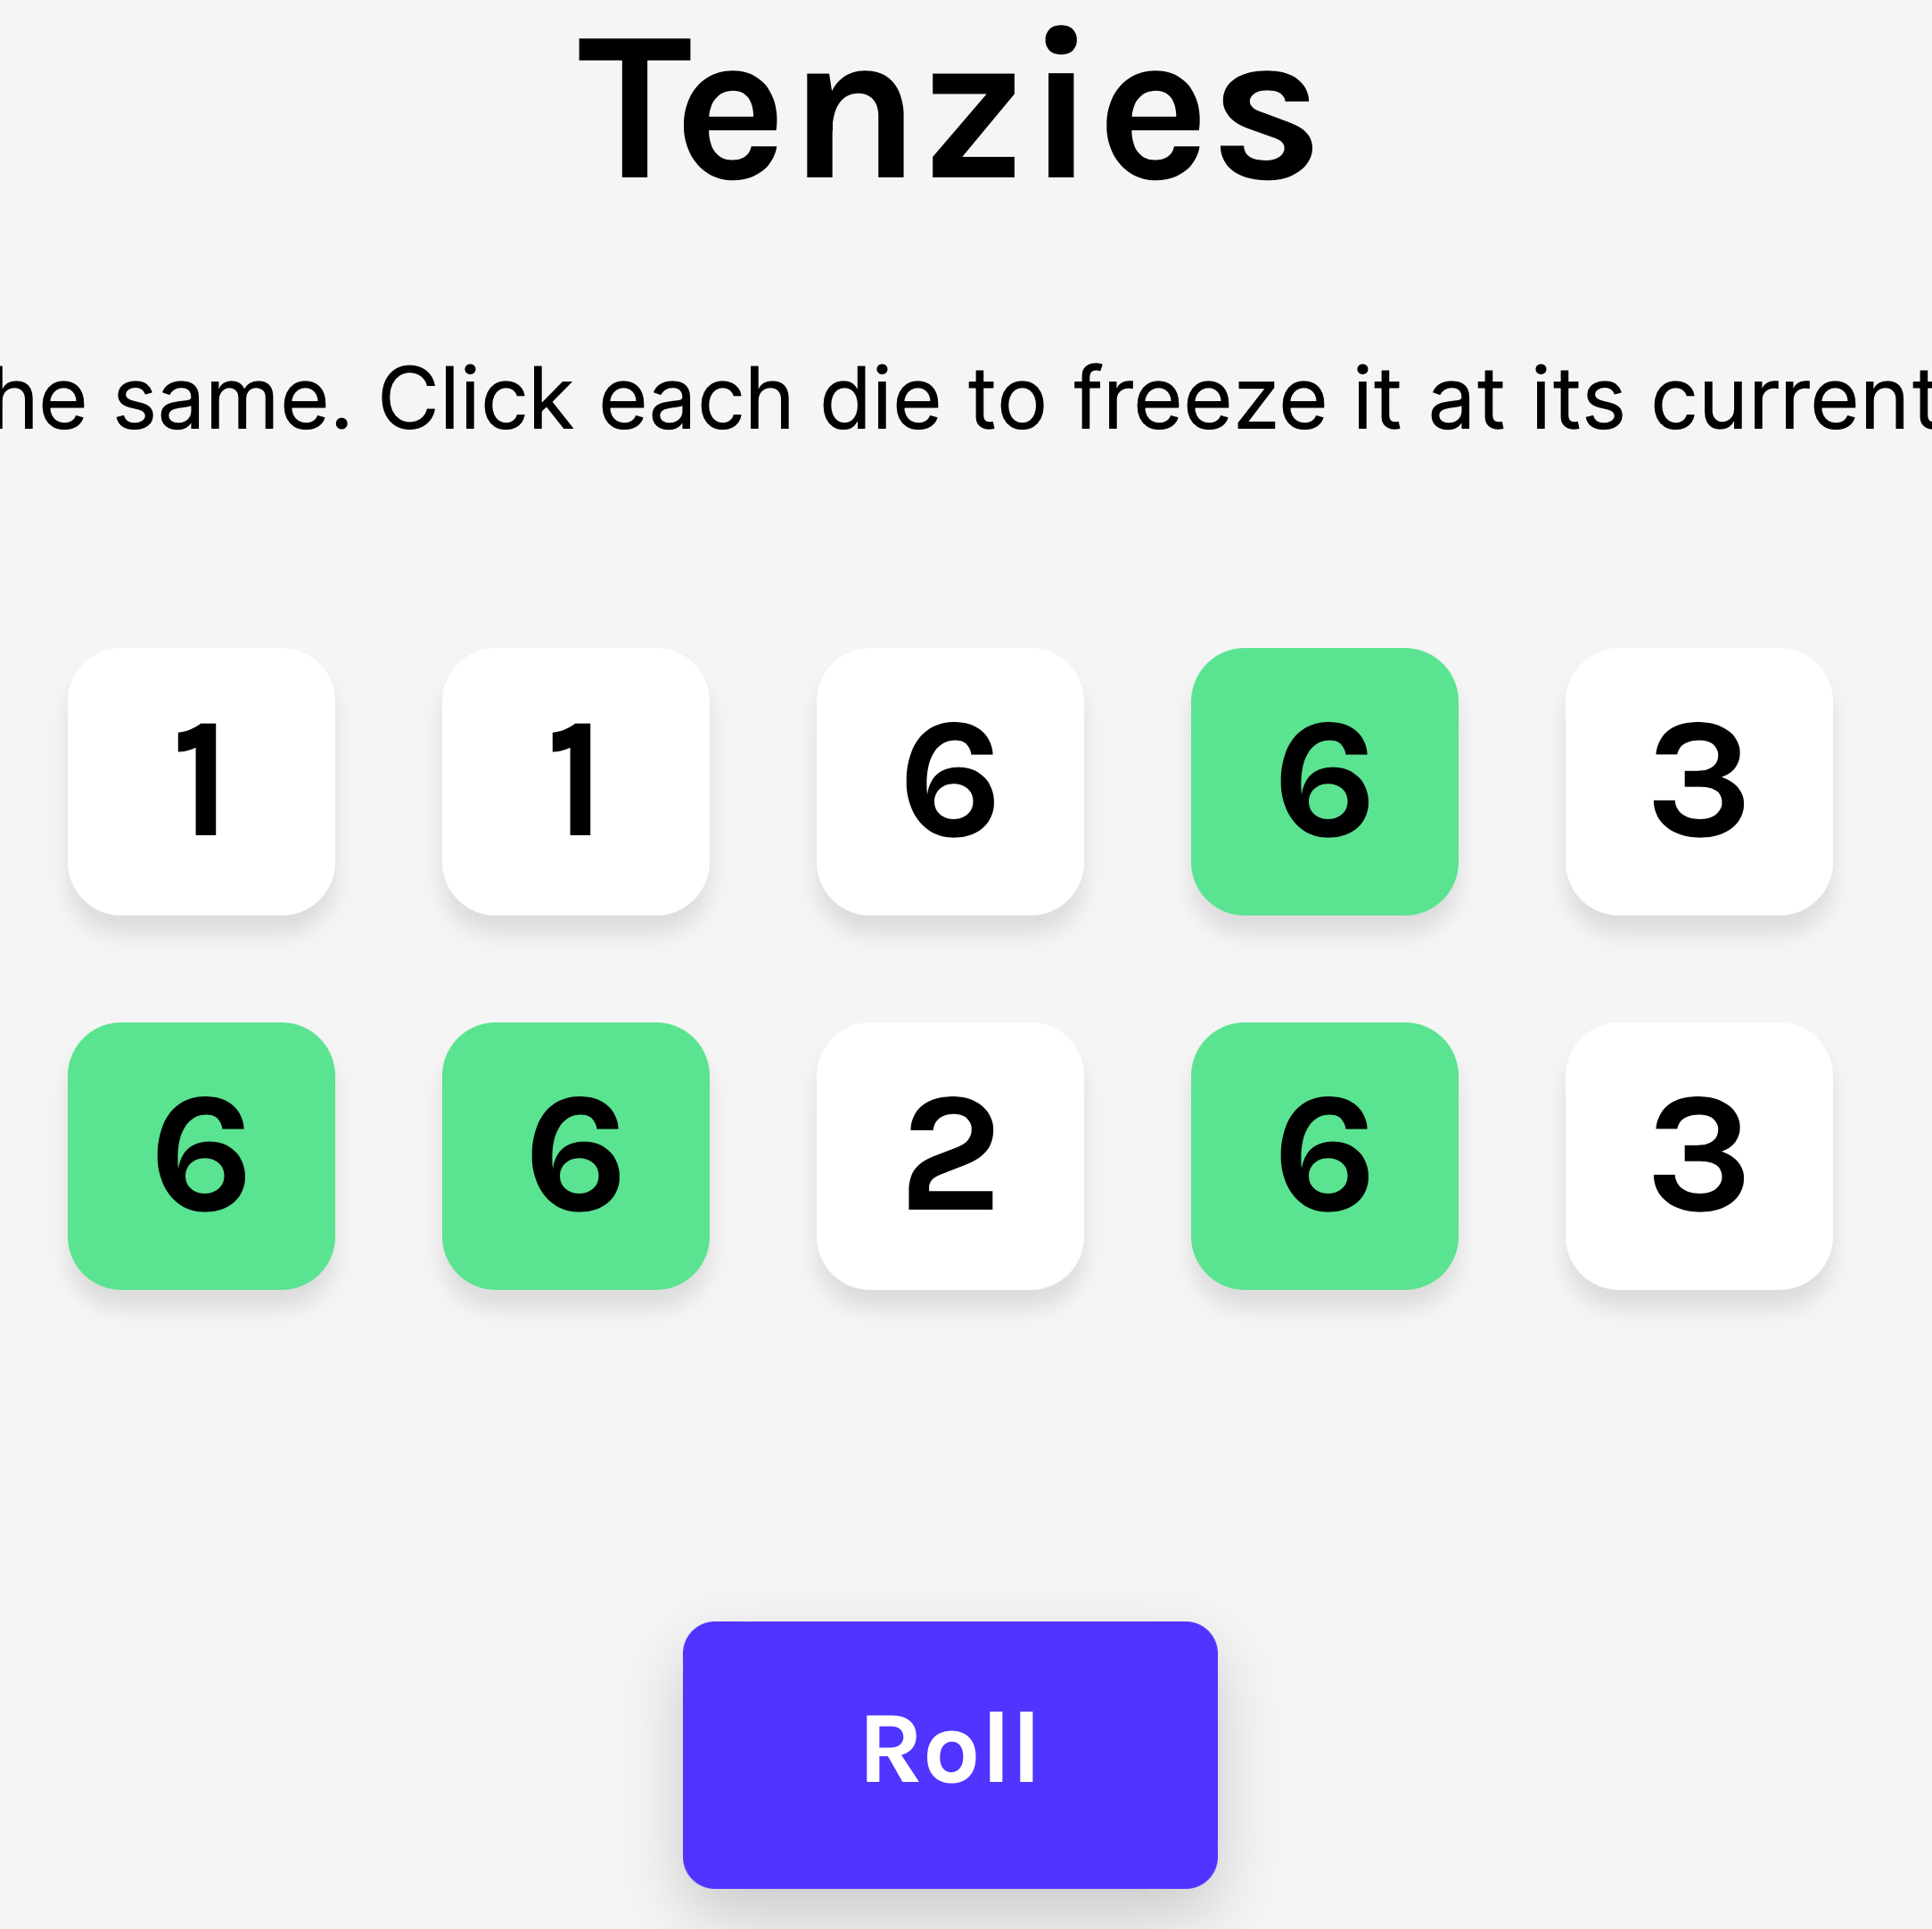 Tenzies
he same. Click each die to freeze it at its current
1 1 6 6 3
6 6 2 6 3
Roll